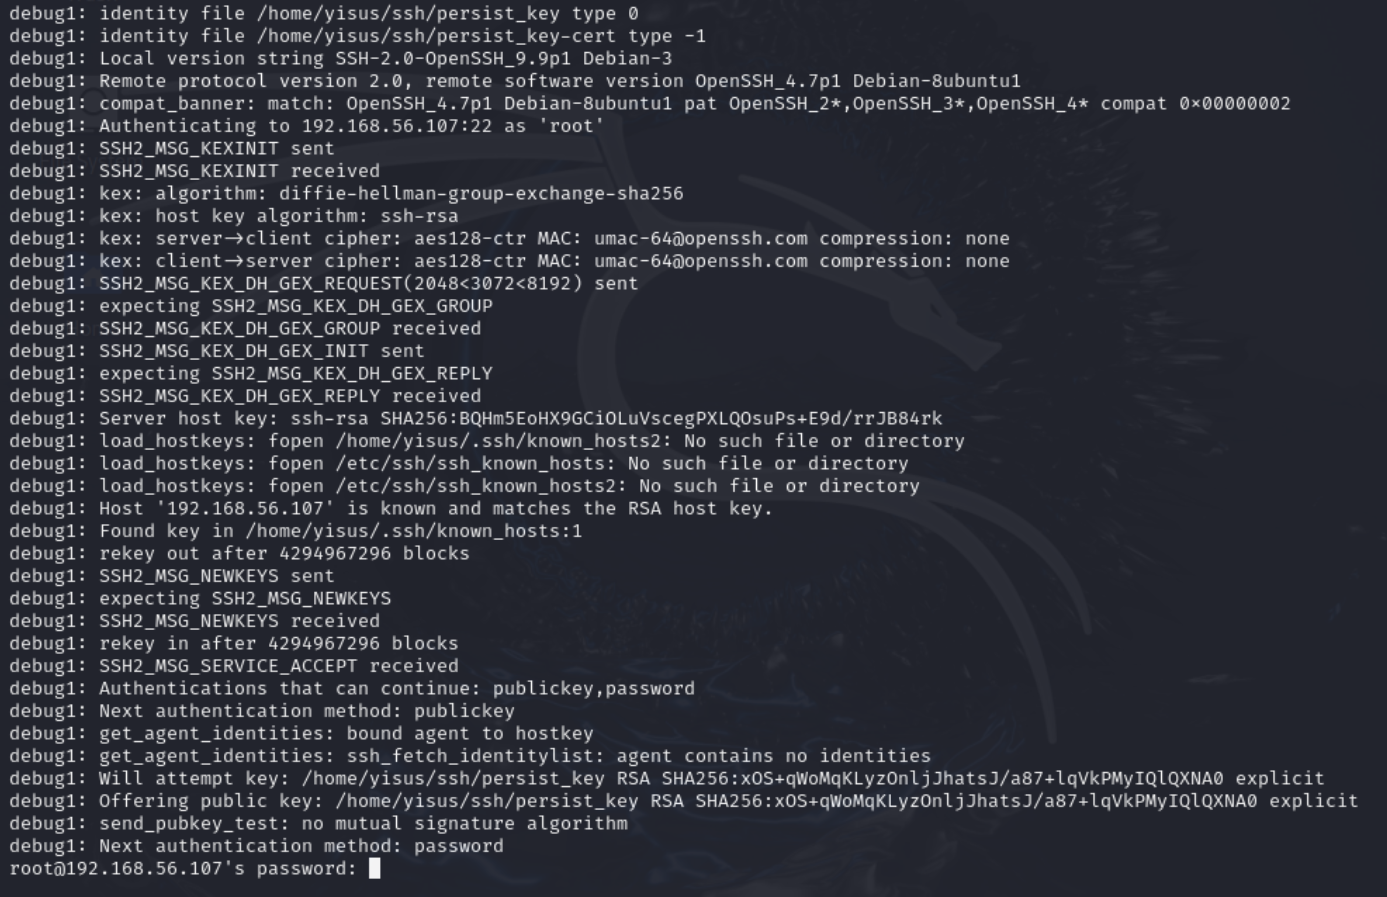 debug1: identity file /home/yisus/ssh/persist_key type 0
debug1: identity file /home/yisus/ssh/persist_key-cert type -1
debug1: Local version string SSH-2.0-OpenSSH_9.9p1 Debian-3
debug1: Remote protocol version 2.0, remote software version OpenSSH_4.7p1 Debian-8ubuntu1
debug1: compat_banner: match: OpenSSH_4.7p1 Debian-8ubuntu1 pat OpenSSH_2*,OpenSSH_3*,OpenSSH_4* compat 0×00000002
debug1: Authenticating to 192.168.56.107:22 as 'root'
debug1: SSH2_MSG_KEXINIT sent
debug1: SSH2_MSG_KEXINIT received
debug1: kex: algorithm: diffie-hellman-group-exchange-sha256
debug1: kex: host key algorithm: ssh-rsa
debug1: kex: server→client cipher: aes128-ctr MAC: umac-64@openssh.com compression: none
debug1: kex: client→server cipher: aes128-ctr MAC: umac-64@openssh.com compression: none
debug1: SSH2_MSG_KEX_DH_GEX_REQUEST(2048<3072<8192) sent
debug1: expecting SSH2_MSG_KEX_DH_GEX_GROUP
debug1: SSH2_MSG_KEX_DH_GEX_GROUP received
debug1: SSH2_MSG_KEX_DH_GEX_INIT sent
debug1: expecting SSH2_MSG_KEX_DH_GEX_REPLY
debug1: SSH2_MSG_KEX_DH_GEX_REPLY received
debug1: Server host key: ssh-rsa SHA256:BQHm5EoHX9GCiOLuVscegPXLQOsuPs+E9d/rrJB84rk
debug1: load_hostkeys: fopen /home/yisus/.ssh/known_hosts2: No such file or directory
debug1: load_hostkeys: fopen /etc/ssh/ssh_known_hosts: No such file or directory
debug1: load_hostkeys: fopen /etc/ssh/ssh_known_hosts2: No such file or directory
debug1: Host '192.168.56.107' is known and matches the RSA host key.
debug1: Found key in /home/yisus/.ssh/known_hosts:1
debug1: rekey out after 4294967296 blocks
debug1: SSH2_MSG_NEWKEYS sent
debug1: expecting SSH2_MSG_NEWKEYS
debug1: SSH2_MSG_NEWKEYS received
debug1: rekey in after 4294967296 blocks
debug1: SSH2_MSG_SERVICE_ACCEPT received
debug1: Authentications that can continue: publickey,password
debug1: Next authentication method: publickey
debug1: get_agent_identities: bound agent to hostkey
debug1: get_agent_identities: ssh_fetch_identitylist: agent contains no identities
debug1: Will attempt key: /home/yisus/ssh/persist_key RSA SHA256:xOS+qWoMqKLyzOnljJhatsJ/a87+lqVkPMyIQlQXNA0 explicit
debug1: Offering public key: /home/yisus/ssh/persist_key RSA SHA256:xOS+qWoMqKLyzOnljJhatsJ/a87+lqVkPMyIQlQXNA0 explicit
debug1: send_pubkey_test: no mutual signature algorithm
debug1: Next authentication method: password
root@192.168.56.107's password: